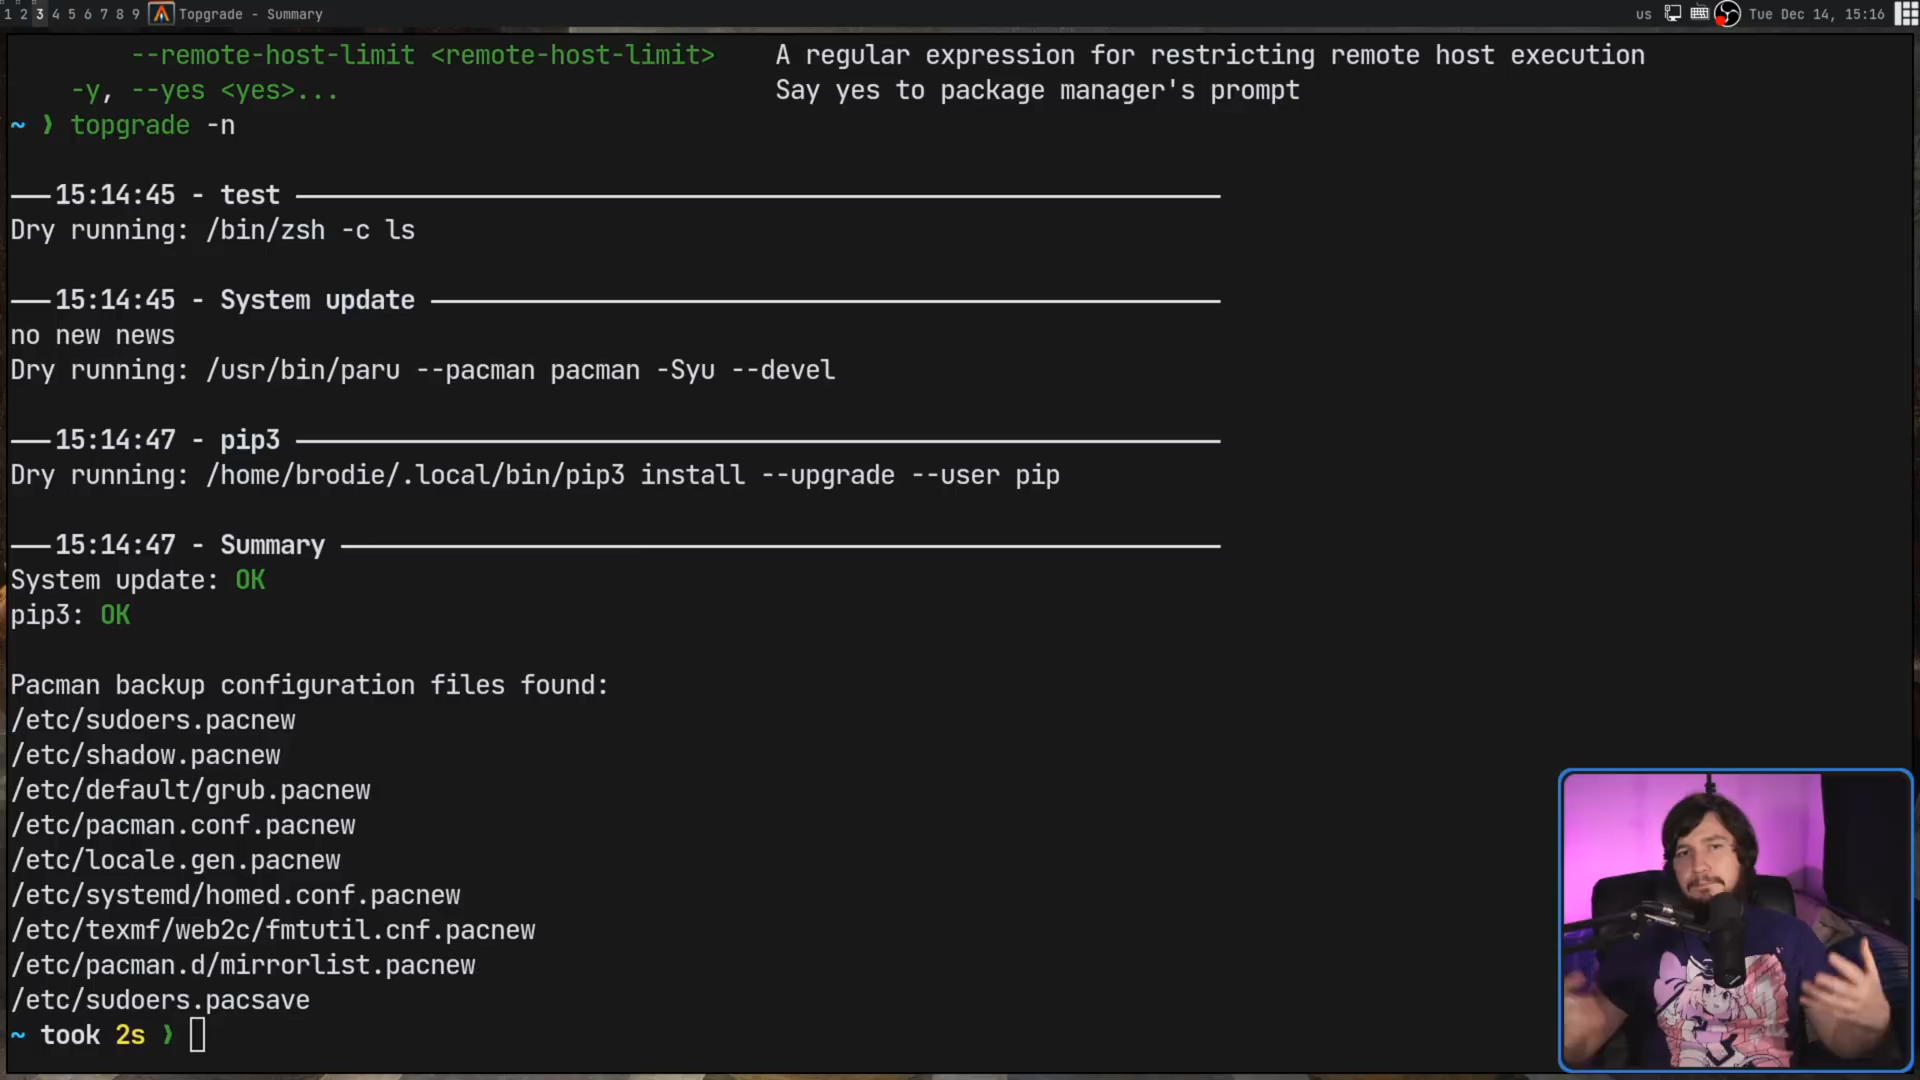 1 2 3 4 5 6 7 8 9 Topgrade - Summary us Tue Dec 14, 15:16
--remote-host-limit <remote-host-limit> A regular expression for restricting remote host execution
-y, --yes <yes>... Say yes to package manager's prompt
~ ❯ topgrade -n
——15:14:45 - test ——
Dry running: /bin/zsh -c ls
——15:14:45 - System update ——
no new news
Dry running: /usr/bin/paru --pacman pacman -Syu --devel
——15:14:47 - pip3 ——
Dry running: /home/brodie/.local/bin/pip3 install --upgrade --user pip
——15:14:47 - Summary ——
System update: OK
pip3: OK
Pacman backup configuration files found:
/etc/sudoers.pacnew
/etc/shadow.pacnew
/etc/default/grub.pacnew
/etc/pacman.conf.pacnew
/etc/locale.gen.pacnew
/etc/systemd/homed.conf.pacnew
/etc/texmf/web2c/fmtutil.cnf.pacnew
/etc/pacman.d/mirrorlist.pacnew
/etc/sudoers.pacsave
~ took 2s ❯